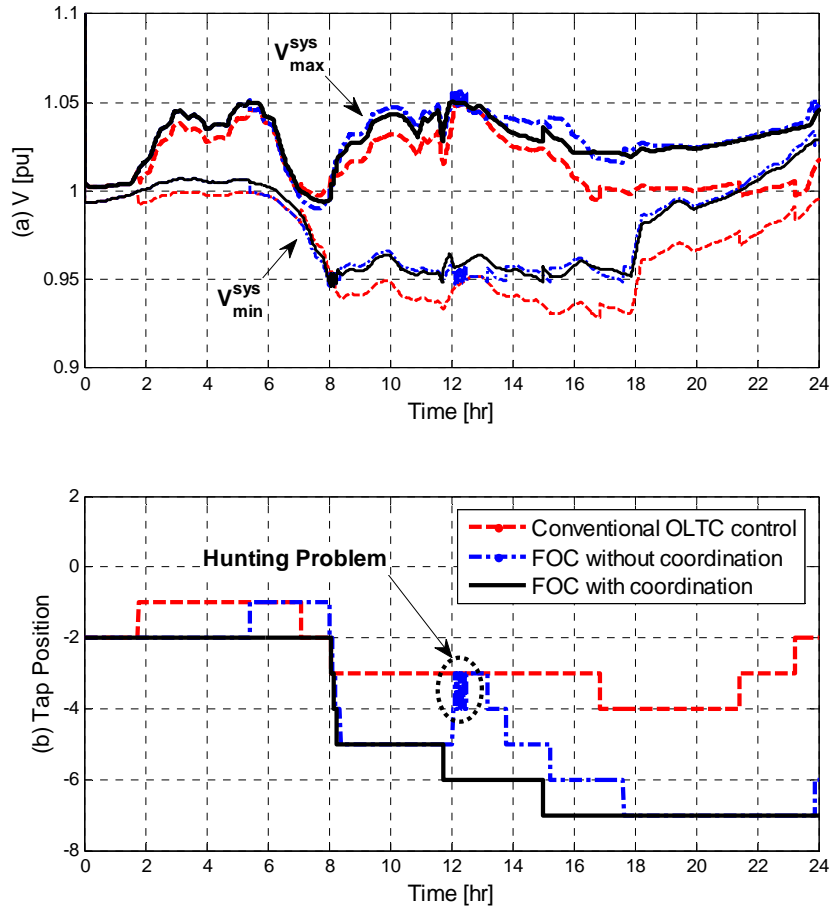 (a) V [pu]
1.1
1.05
1
0.95
0.9
V sys max
V sys min
0 2 4 6 8 10 12 14 16 18 20 22 24
Time [hr]
(b) Tap Position
2
0
-2
-4
-6
-8
Hunting Problem
Conventional OLTC control
FOC without coordination
FOC with coordination
0 2 4 6 8 10 12 14 16 18 20 22 24
Time [hr]